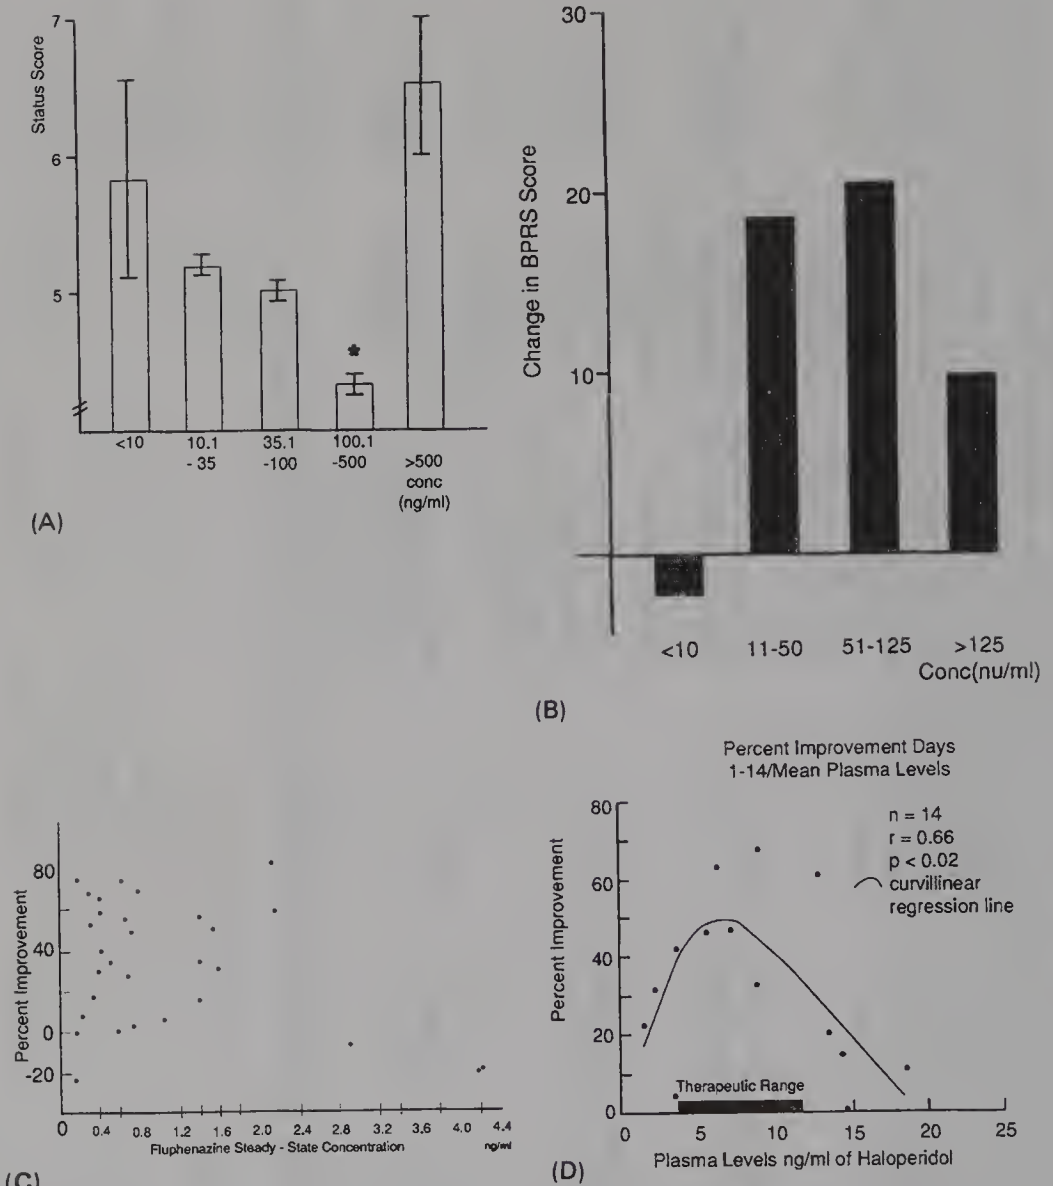 7
Status Score
6
5
*
<10
10.1
- 35
35.1
-100
100.1
-500
>500
conc
(ng/ml)
(A)
30
20
10
Change in BPRS Score
<10
11-50
51-125
>125
Conc(nu/ml)
(B)
80
40
0
-20
Percent Improvement
0
0.4
0.8
1.2
1.6
2.0
2.4
2.8
3.2
3.6
4.0
4.4
Fluphenazine Steady - State Concentration
ng/ml
(C)
Percent Improvement Days
1-14/Mean Plasma Levels
80
60
40
20
0
Percent Improvement
n = 14
r = 0.66
p < 0.02
curvillinear
regression line
Therapeutic Range
0
5
10
15
20
25
Plasma Levels ng/ml of Haloperidol
(D)